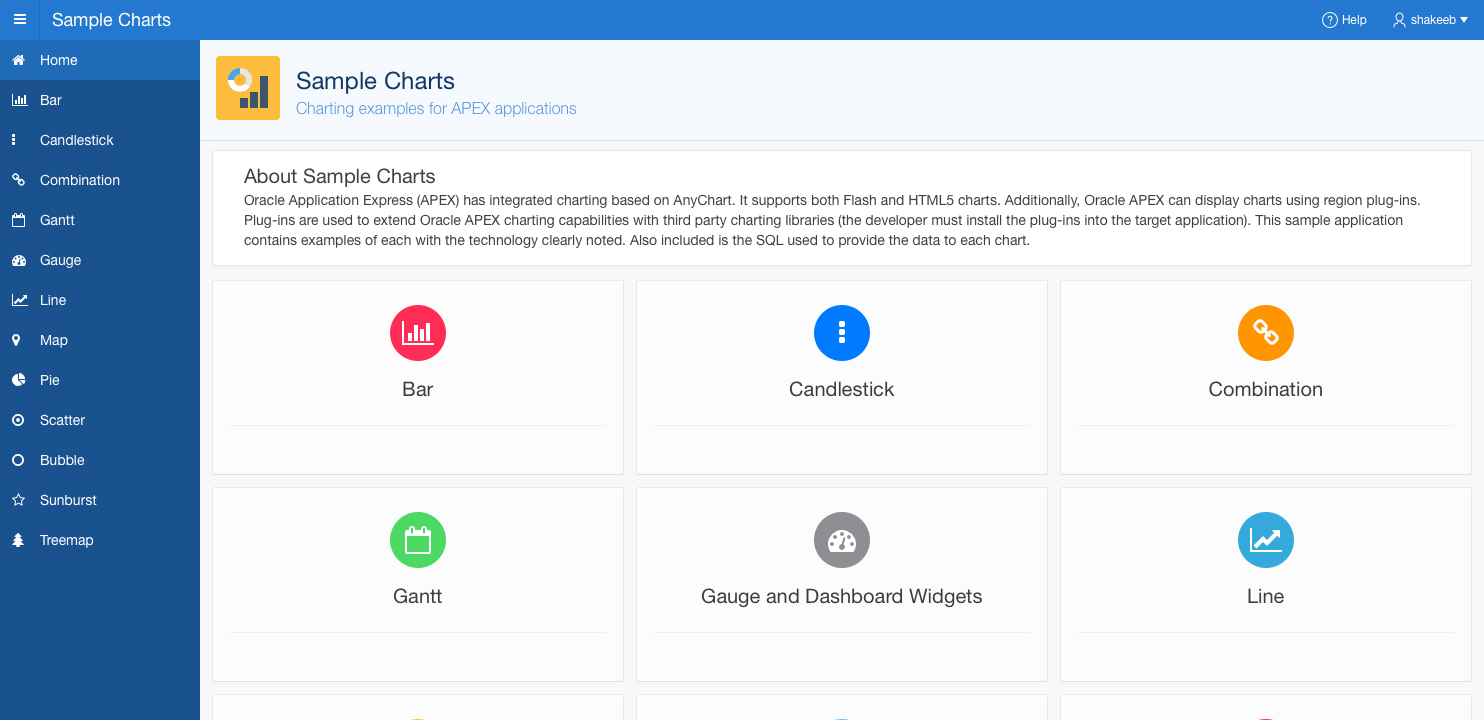 Sample Charts
Help
shakeeb
Home
Bar
Candlestick
Combination
Gantt
Gauge
Line
Map
Pie
Scatter
Bubble
Sunburst
Treemap
Sample Charts
Charting examples for APEX applications
About Sample Charts
Oracle Application Express (APEX) has integrated charting based on AnyChart. It supports both Flash and HTML5 charts. Additionally, Oracle APEX can display charts using region plug-ins.
Plug-ins are used to extend Oracle APEX charting capabilities with third party charting libraries (the developer must install the plug-ins into the target application). This sample application
contains examples of each with the technology clearly noted. Also included is the SQL used to provide the data to each chart.
Bar
Candlestick
Combination
Gantt
Gauge and Dashboard Widgets
Line